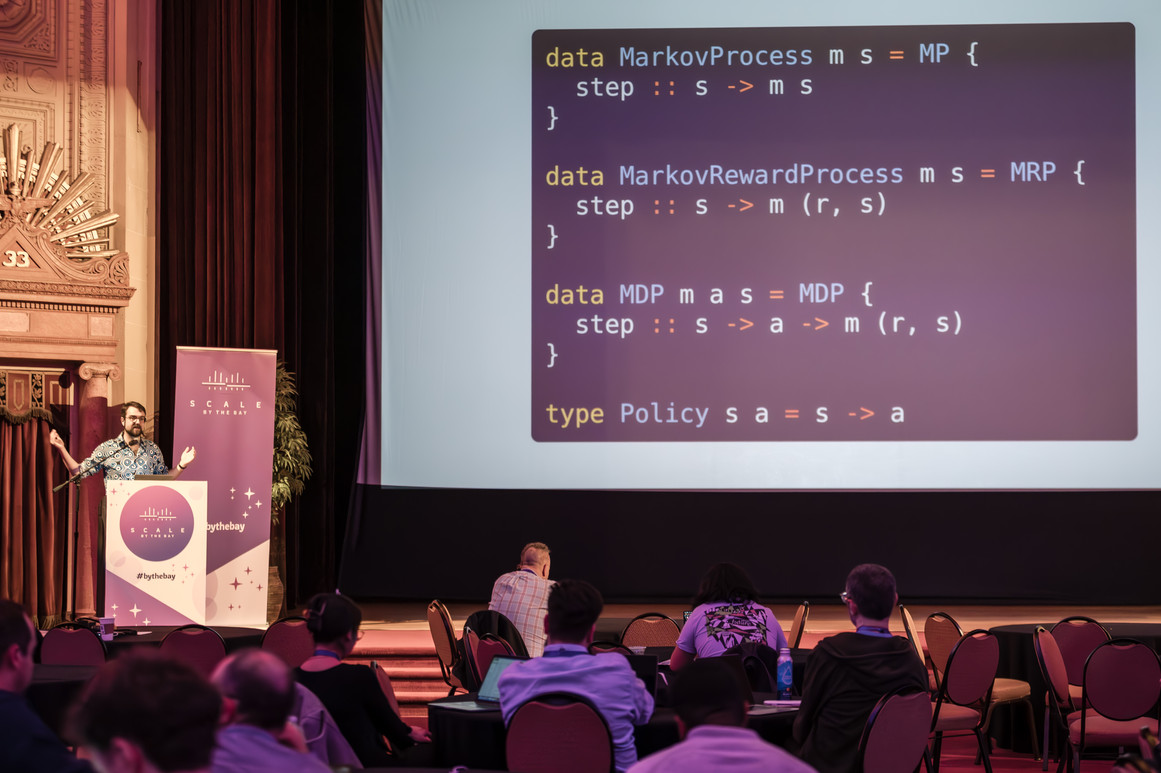 data MarkovProcess m s = MP {
  step :: s -> m s
}
data MarkovRewardProcess m s = MRP {
  step :: s -> m (r, s)
}
data MDP m a s = MDP {
  step :: s -> a -> m (r, s)
}
type Policy s a = s -> a
33
SCALE
BY THE BAY
bythebay
SCALE
BY THE BAY
#bythebay